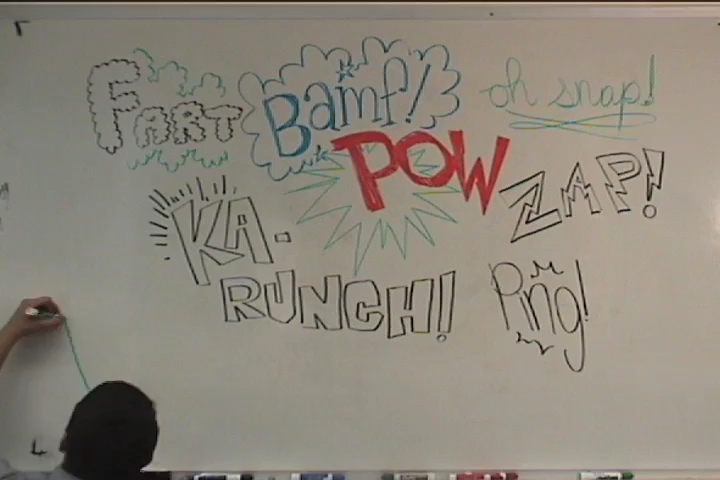 FART
Bamf!
oh snap!
POW
ZAP!
KA-
RUNCH!
Ping!